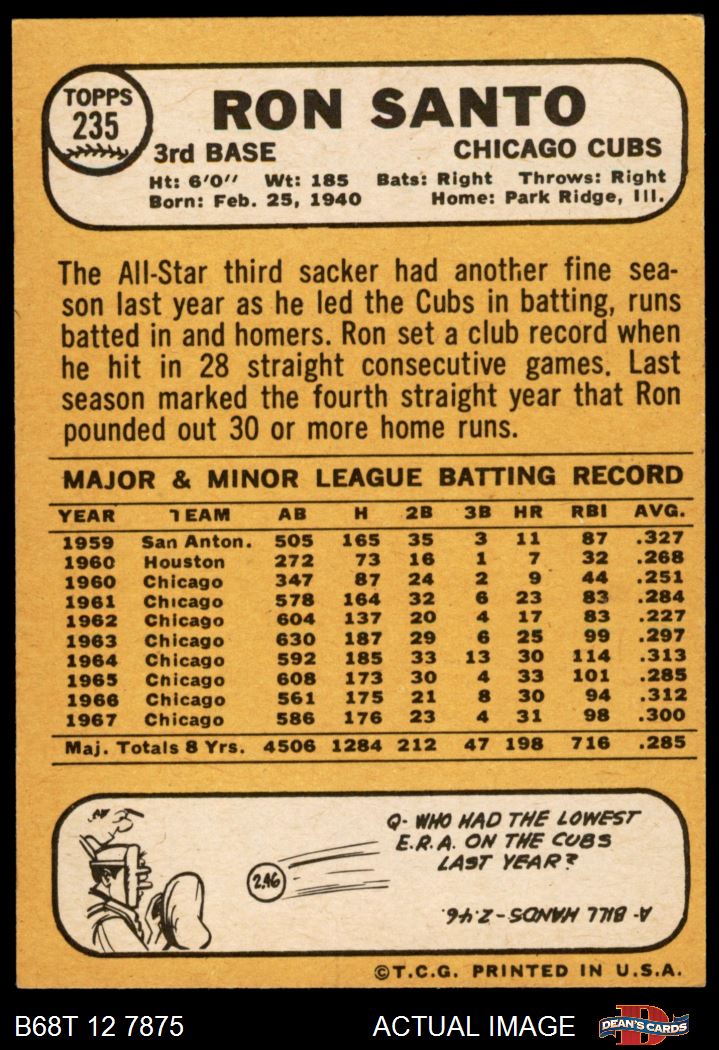 TOPPS
235
RON SANTO
3rd BASE CHICAGO CUBS
Ht: 6'0'' Wt: 185 Bats: Right Throws: Right
Born: Feb. 25, 1940 Home: Park Ridge, Ill.
The All-Star third sacker had another fine sea-
son last year as he led the Cubs in batting, runs
batted in and homers. Ron set a club record when
he hit in 28 straight consecutive games. Last
season marked the fourth straight year that Ron
pounded out 30 or more home runs.
MAJOR & MINOR LEAGUE BATTING RECORD
YEAR TEAM AB H 2B 3B HR RBI AVG.
1959 San Anton. 505 165 35 3 11 87 .327
1960 Houston 272 73 16 1 7 32 .268
1960 Chicago 347 87 24 2 9 44 .251
1961 Chicago 578 164 32 6 23 83 .284
1962 Chicago 604 137 20 4 17 83 .227
1963 Chicago 630 187 29 6 25 99 .297
1964 Chicago 592 185 33 13 30 114 .313
1965 Chicago 608 173 30 4 33 101 .285
1966 Chicago 561 175 21 8 30 94 .312
1967 Chicago 586 176 23 4 31 98 .300
Maj. Totals 8 Yrs. 4506 1284 212 47 198 716 .285
Q- WHO HAD THE LOWEST
E.R.A. ON THE CUBS
LAST YEAR?
2.46
A- BILL HANDS-2.46.
©T.C.G. PRINTED IN U.S.A.
B68T 12 7875 ACTUAL IMAGE
D
DEAN'S CARDS